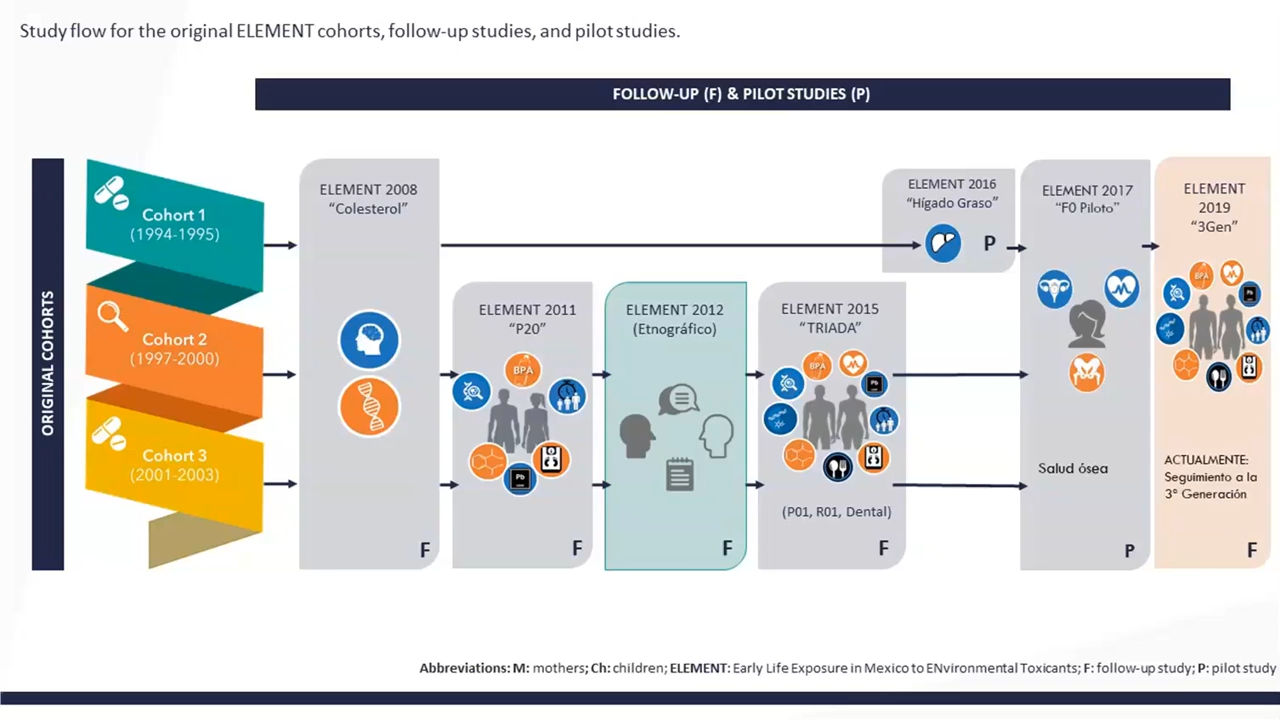 Study flow for the original ELEMENT cohorts, follow-up studies, and pilot studies.
FOLLOW-UP (F) & PILOT STUDIES (P)
ORIGINAL COHORTS
Cohort 1
(1994-1995)
Cohort 2
(1997-2000)
Cohort 3
(2001-2003)
ELEMENT 2008
“Colesterol”
F
ELEMENT 2011
“P20”
BPA
Pb
F
ELEMENT 2012
(Etnográfico)
F
ELEMENT 2015
“TRIADA”
BPA
Pb
(P01, R01, Dental)
F
ELEMENT 2016
“Hígado Graso”
P
ELEMENT 2017
“F0 Piloto”
Salud ósea
P
ELEMENT
2019
“3Gen”
BPA
Pb
ACTUALMENTE:
Seguimiento a la
3° Generación
F
Abbreviations: M: mothers; Ch: children; ELEMENT: Early Life Exposure in Mexico to ENvironmental Toxicants; F: follow-up study; P: pilot study